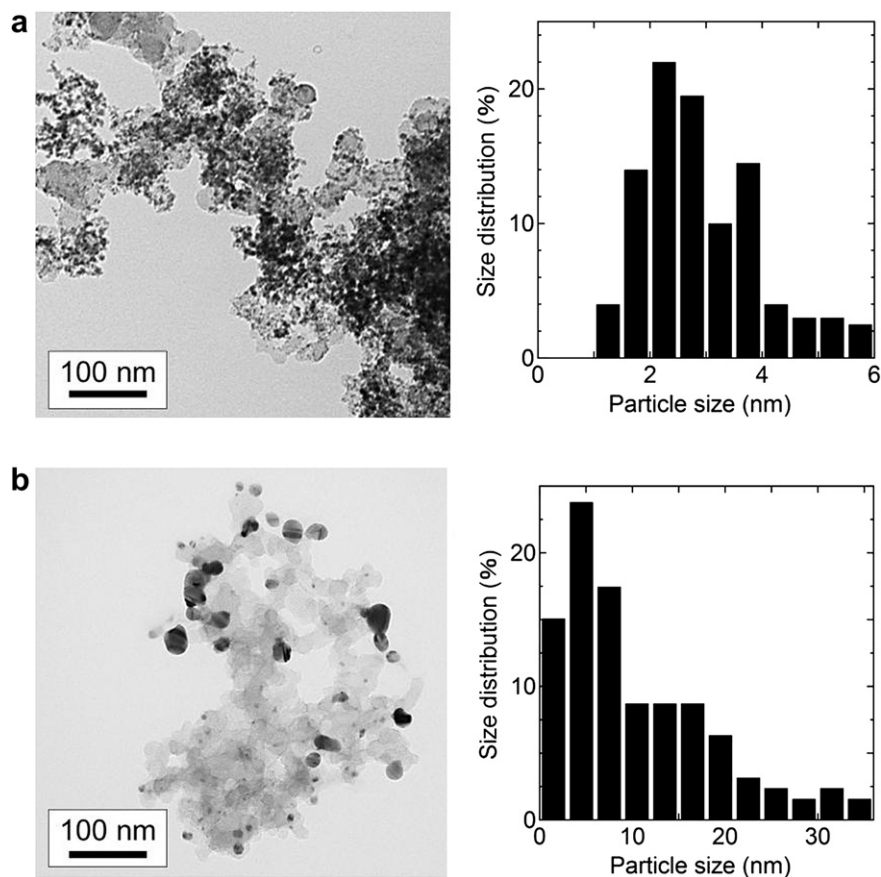 a
100 nm
Size distribution (%)
20
10
0
0 2 4 6
Particle size (nm)
b
100 nm
Size distribution (%)
20
10
0
0 10 20 30
Particle size (nm)